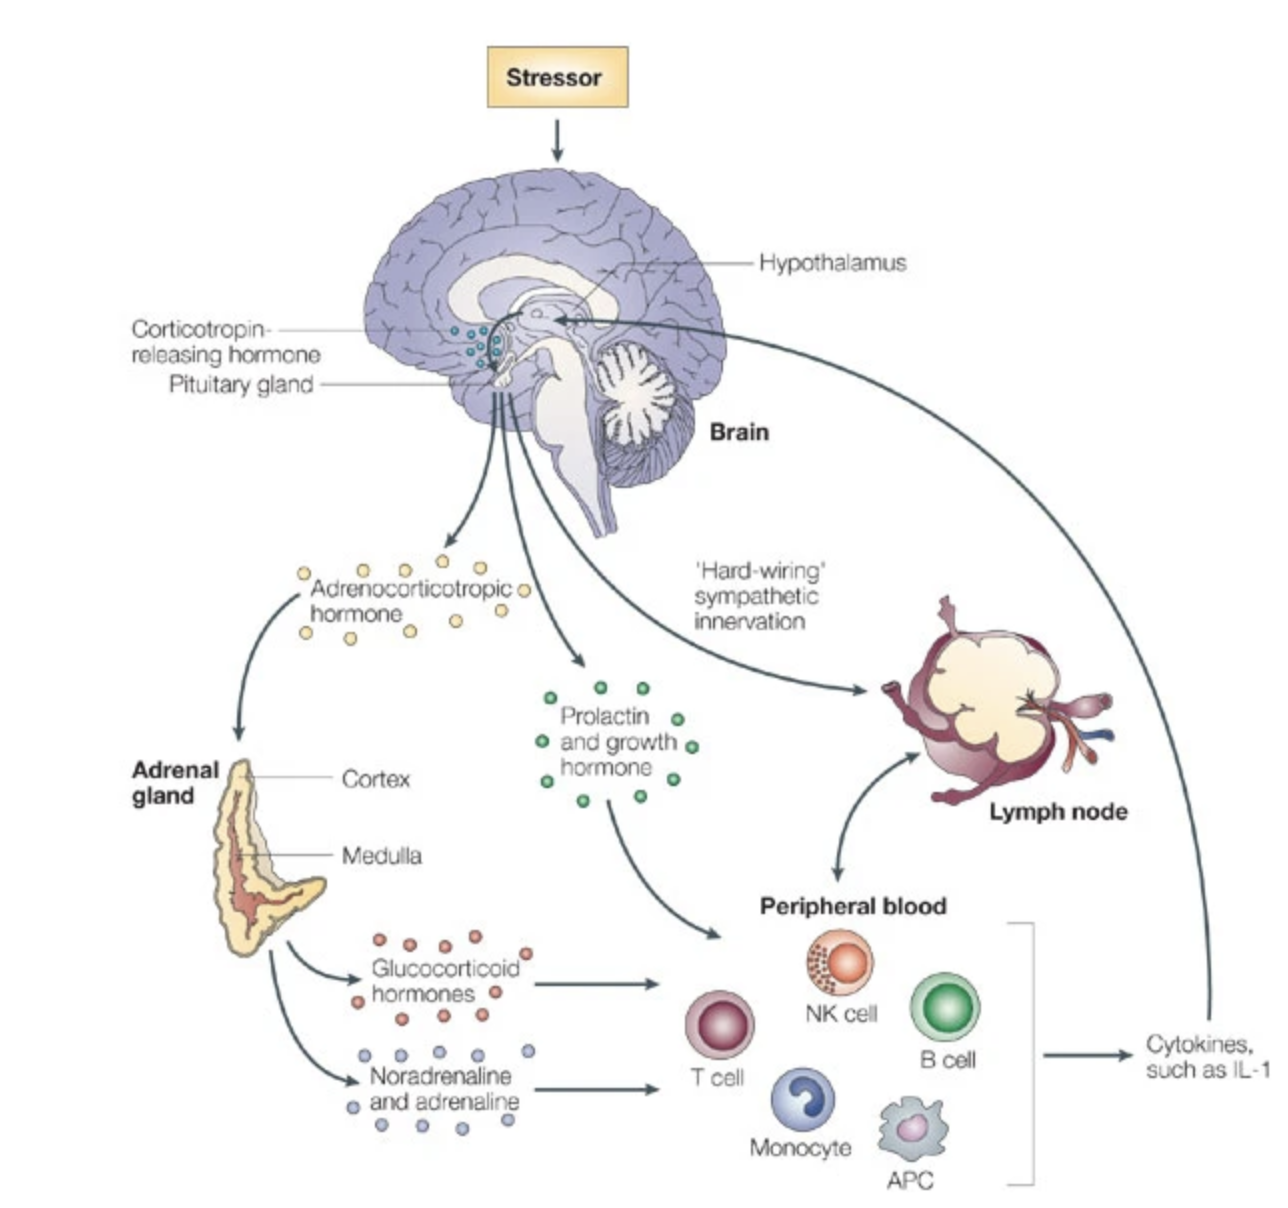 Stressor
Hypothalamus
Corticotropin-
releasing hormone
Pituitary gland
Brain
'Hard-wiring'
sympathetic
innervation
Adrenocorticotropic
hormone
Prolactin
and growth
hormone
Adrenal
gland
Cortex
Medulla
Lymph node
Peripheral blood
Glucocorticoid
hormones
NK cell
B cell
T cell
Noradrenaline
and adrenaline
Monocyte
APC
Cytokines,
such as IL-1